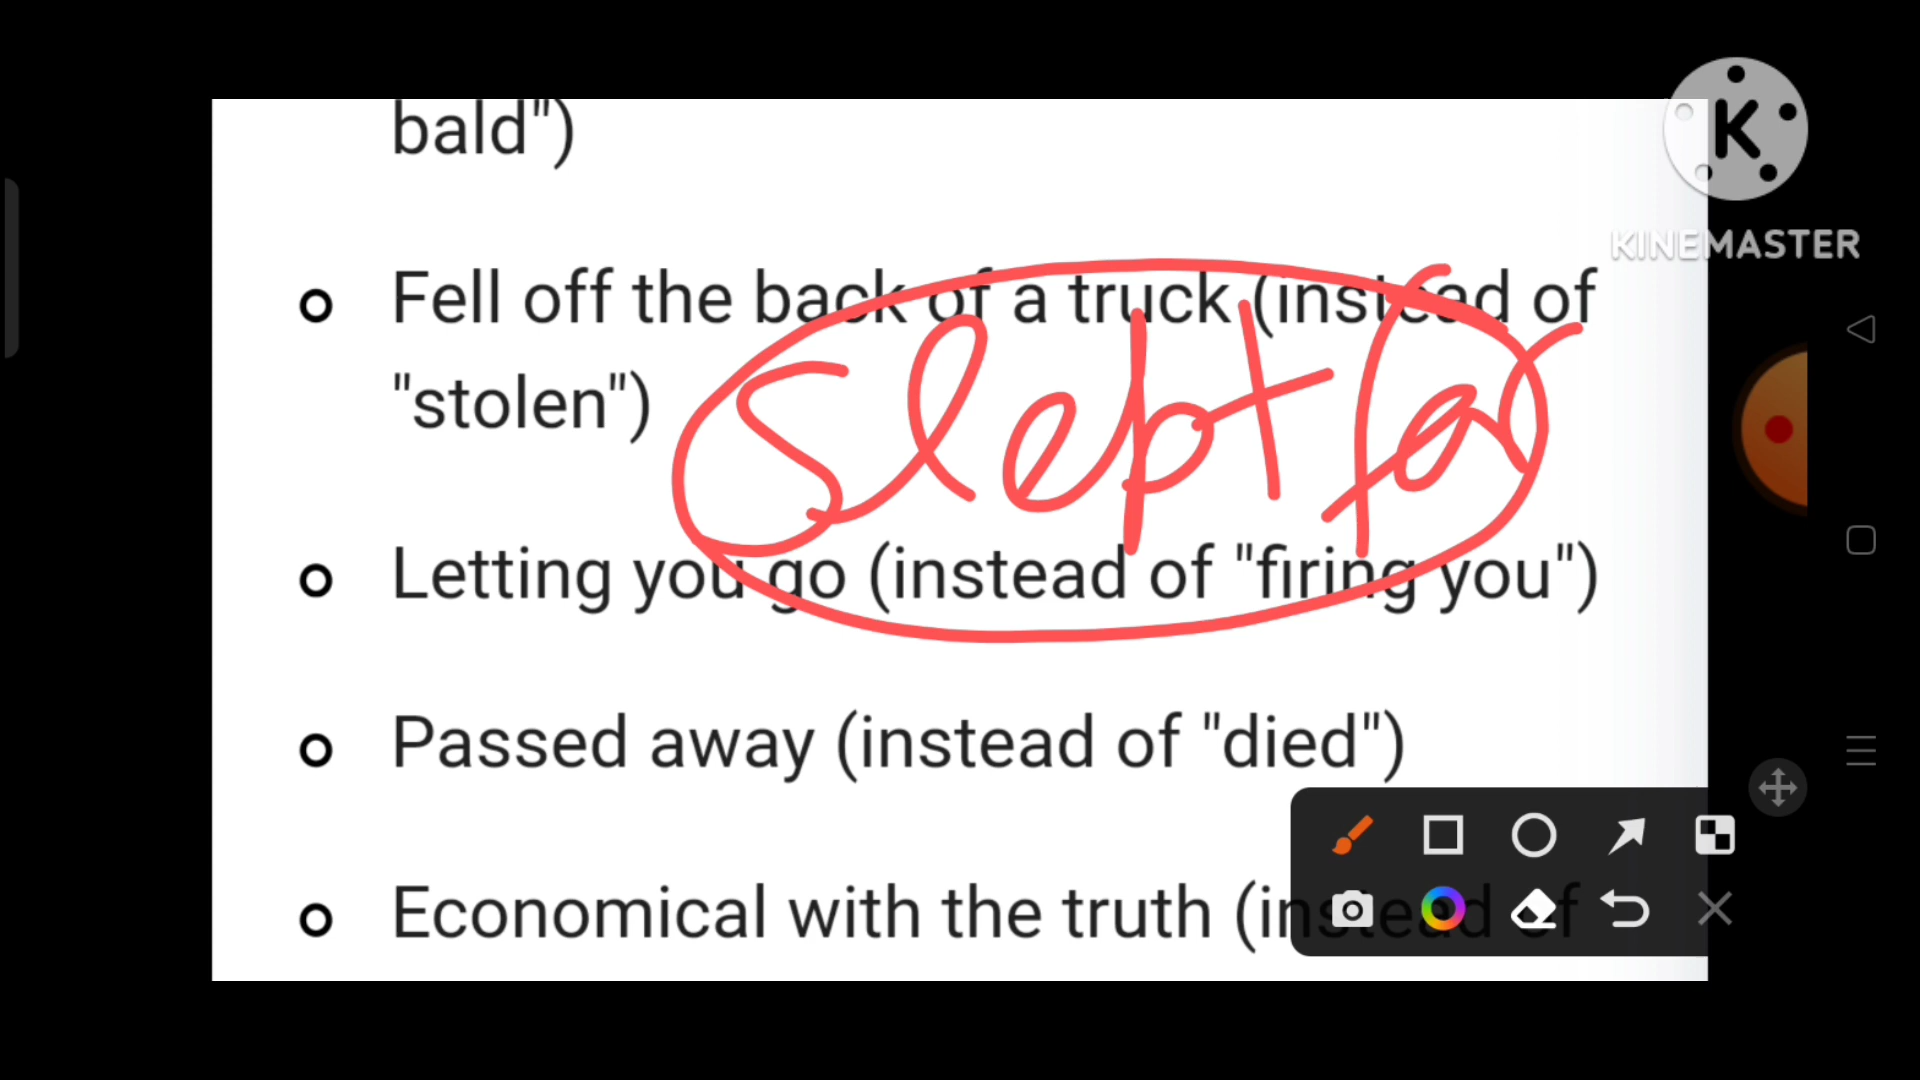 bald")
KINEMASTER
Fell off the back of a truck (instead of
"stolen")
Slept far
Letting you go (instead of "firing you")
Passed away (instead of "died")
Economical with the truth (instead of